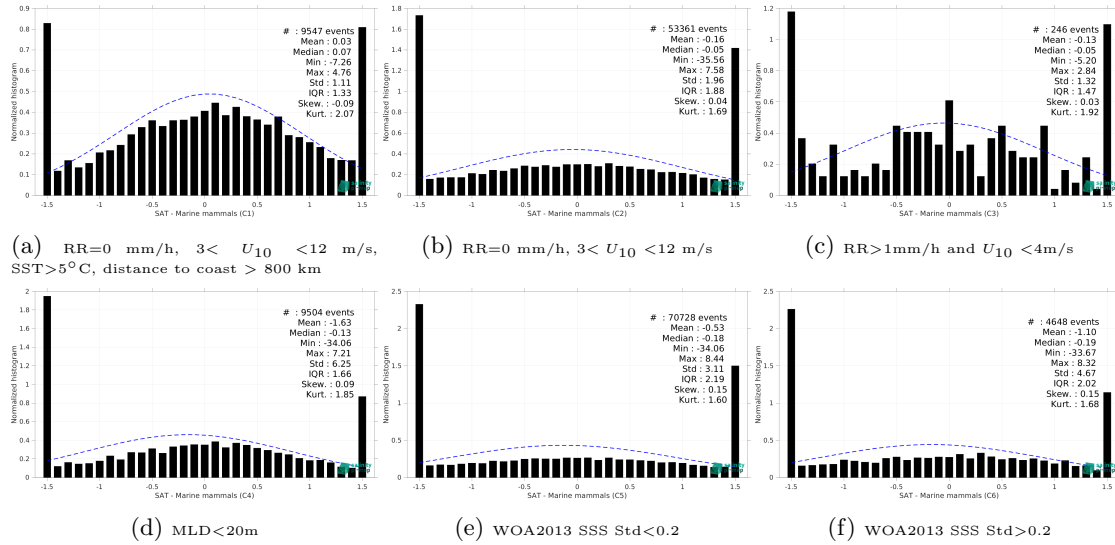 0.9
0.8
0.7
0.6
0.5
0.4
0.3
0.2
0.1
0
Normalized histogram
# : 9547 events
Mean : 0.03
Median : 0.07
Min : -7.26
Max : 4.76
Std : 1.11
IQR : 1.33
Skew. : -0.09
Kurt. : 2.07
-1.5 -1 -0.5 0 0.5 1 1.5
SAT - Marine mammals (C1)
(a) RR=0 mm/h, 3< U10 <12 m/s,
SST>5°C, distance to coast > 800 km
1.8
1.6
1.4
1.2
1
0.8
0.6
0.4
0.2
0
Normalized histogram
# : 53361 events
Mean : -0.16
Median : -0.05
Min : -35.56
Max : 7.58
Std : 1.96
IQR : 1.88
Skew. : 0.04
Kurt. : 1.69
-1.5 -1 -0.5 0 0.5 1 1.5
SAT - Marine mammals (C2)
(b) RR=0 mm/h, 3< U10 <12 m/s
1.2
1
0.8
0.6
0.4
0.2
0
Normalized histogram
# : 246 events
Mean : -0.13
Median : -0.05
Min : -5.20
Max : 2.84
Std : 1.32
IQR : 1.47
Skew. : 0.03
Kurt. : 1.92
-1.5 -1 -0.5 0 0.5 1 1.5
SAT - Marine mammals (C3)
(c) RR>1mm/h and U10 <4m/s
2
1.8
1.6
1.4
1.2
1
0.8
0.6
0.4
0.2
0
Normalized histogram
# : 9504 events
Mean : -1.63
Median : -0.13
Min : -34.06
Max : 7.21
Std : 6.25
IQR : 1.66
Skew. : 0.09
Kurt. : 1.85
-1.5 -1 -0.5 0 0.5 1 1.5
SAT - Marine mammals (C4)
(d) MLD<20m
2.5
2
1.5
1
0.5
0
Normalized histogram
# : 70728 events
Mean : -0.53
Median : -0.18
Min : -34.06
Max : 8.44
Std : 3.11
IQR : 2.19
Skew. : 0.15
Kurt. : 1.60
-1.5 -1 -0.5 0 0.5 1 1.5
SAT - Marine mammals (C5)
(e) WOA2013 SSS Std<0.2
2.5
2
1.5
1
0.5
0
Normalized histogram
# : 4648 events
Mean : -1.10
Median : -0.19
Min : -33.67
Max : 8.32
Std : 4.67
IQR : 2.02
Skew. : 0.15
Kurt. : 1.68
-1.5 -1 -0.5 0 0.5 1 1.5
SAT - Marine mammals (C6)
(f) WOA2013 SSS Std>0.2